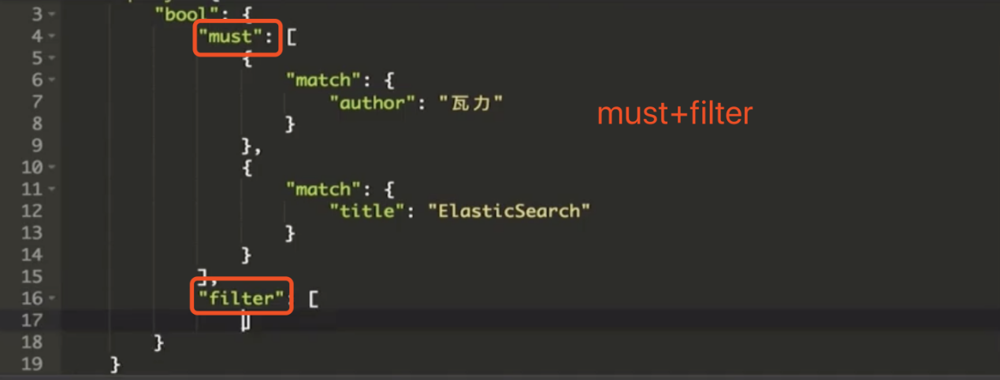 3 "bool": {
4 "must": [
5 {
6 "match": {
7 "author": "瓦力"
8 }
9 },
10 {
11 "match": {
12 "title": "ElasticSearch"
13 }
14 }
15 ],
16 "filter": [
17 ]
18 }
19 }
must+filter